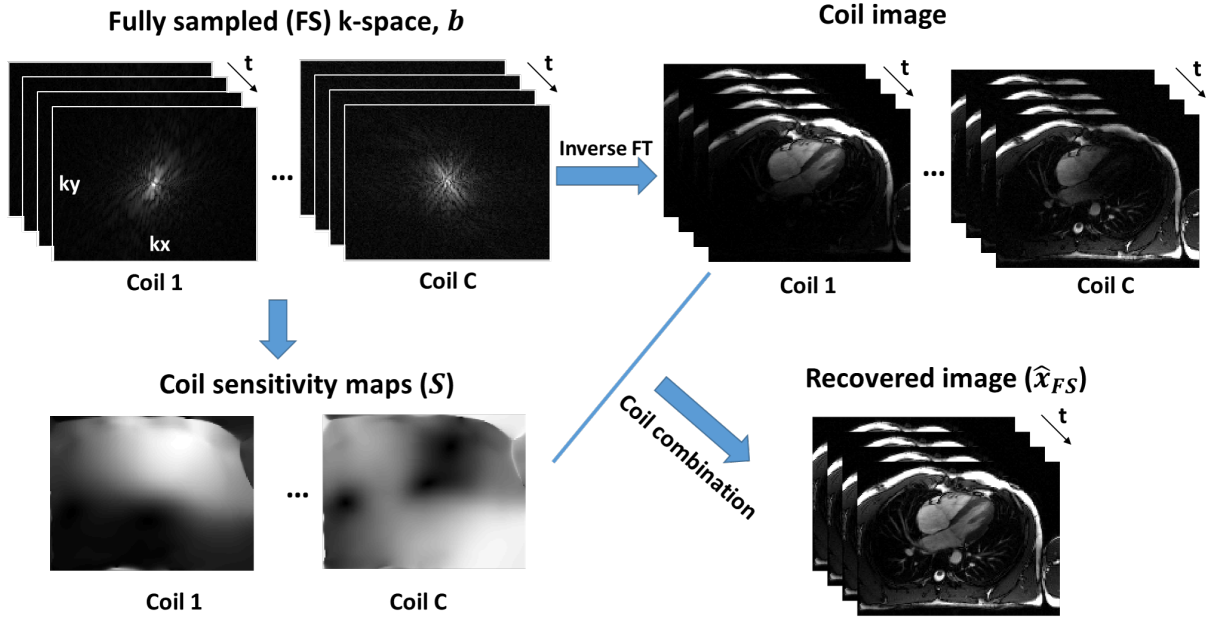 Fully sampled (FS) k-space, b
Coil image
t
t
t
t
ky
kx
...
Inverse FT
...
Coil 1
Coil C
Coil 1
Coil C
Coil sensitivity maps (S)
Recovered image (x̂_FS)
Coil combination
t
...
Coil 1
Coil C